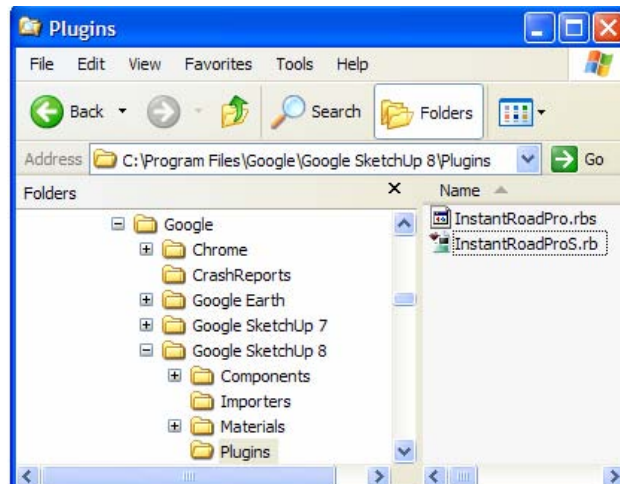 Plugins
File Edit View Favorites Tools Help
Back Search Folders
Address C:\Program Files\Google\Google SketchUp 8\Plugins Go
Folders x Name
Google
Chrome
CrashReports
Google Earth
Google SketchUp 7
Google SketchUp 8
Components
Importers
Materials
Plugins
InstantRoadPro.rbs
InstantRoadProS.rb